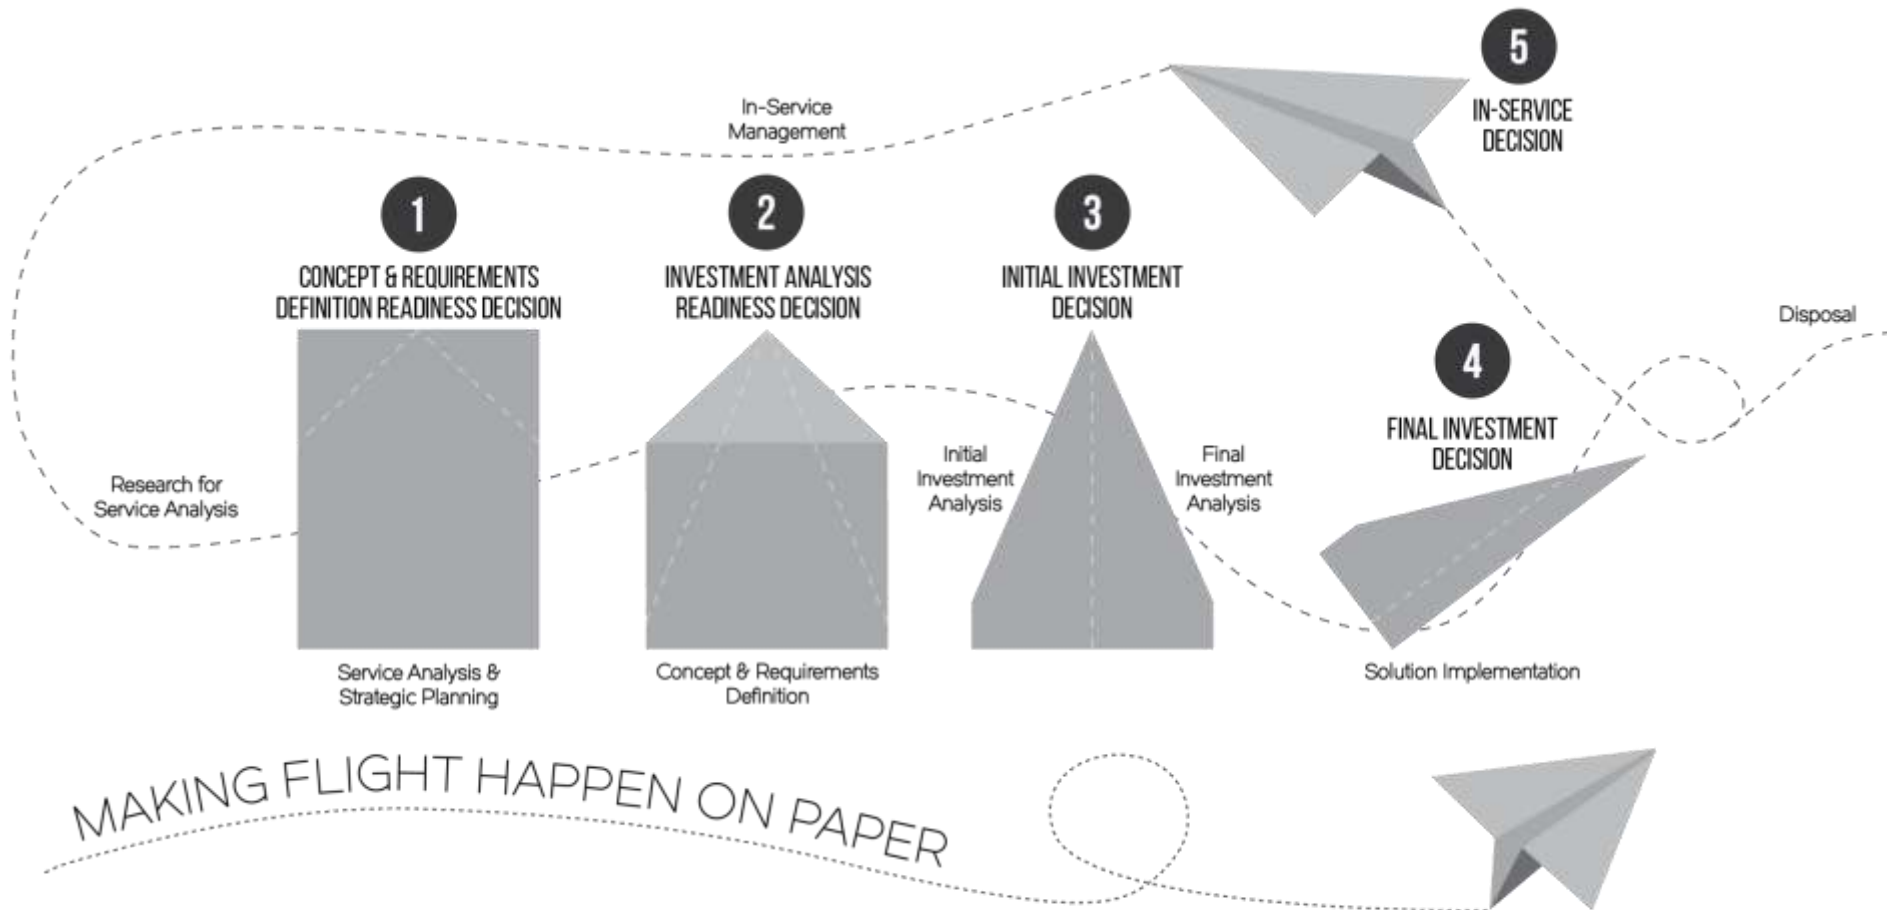 5
IN-SERVICE
DECISION
In-Service
Management
1
CONCEPT & REQUIREMENTS
DEFINITION READINESS DECISION
2
INVESTMENT ANALYSIS
READINESS DECISION
3
INITIAL INVESTMENT
DECISION
Disposal
4
FINAL INVESTMENT
DECISION
Research for
Service Analysis
Initial
Investment
Analysis
Final
Investment
Analysis
Service Analysis &
Strategic Planning
Concept & Requirements
Definition
Solution Implementation
MAKING FLIGHT HAPPEN ON PAPER